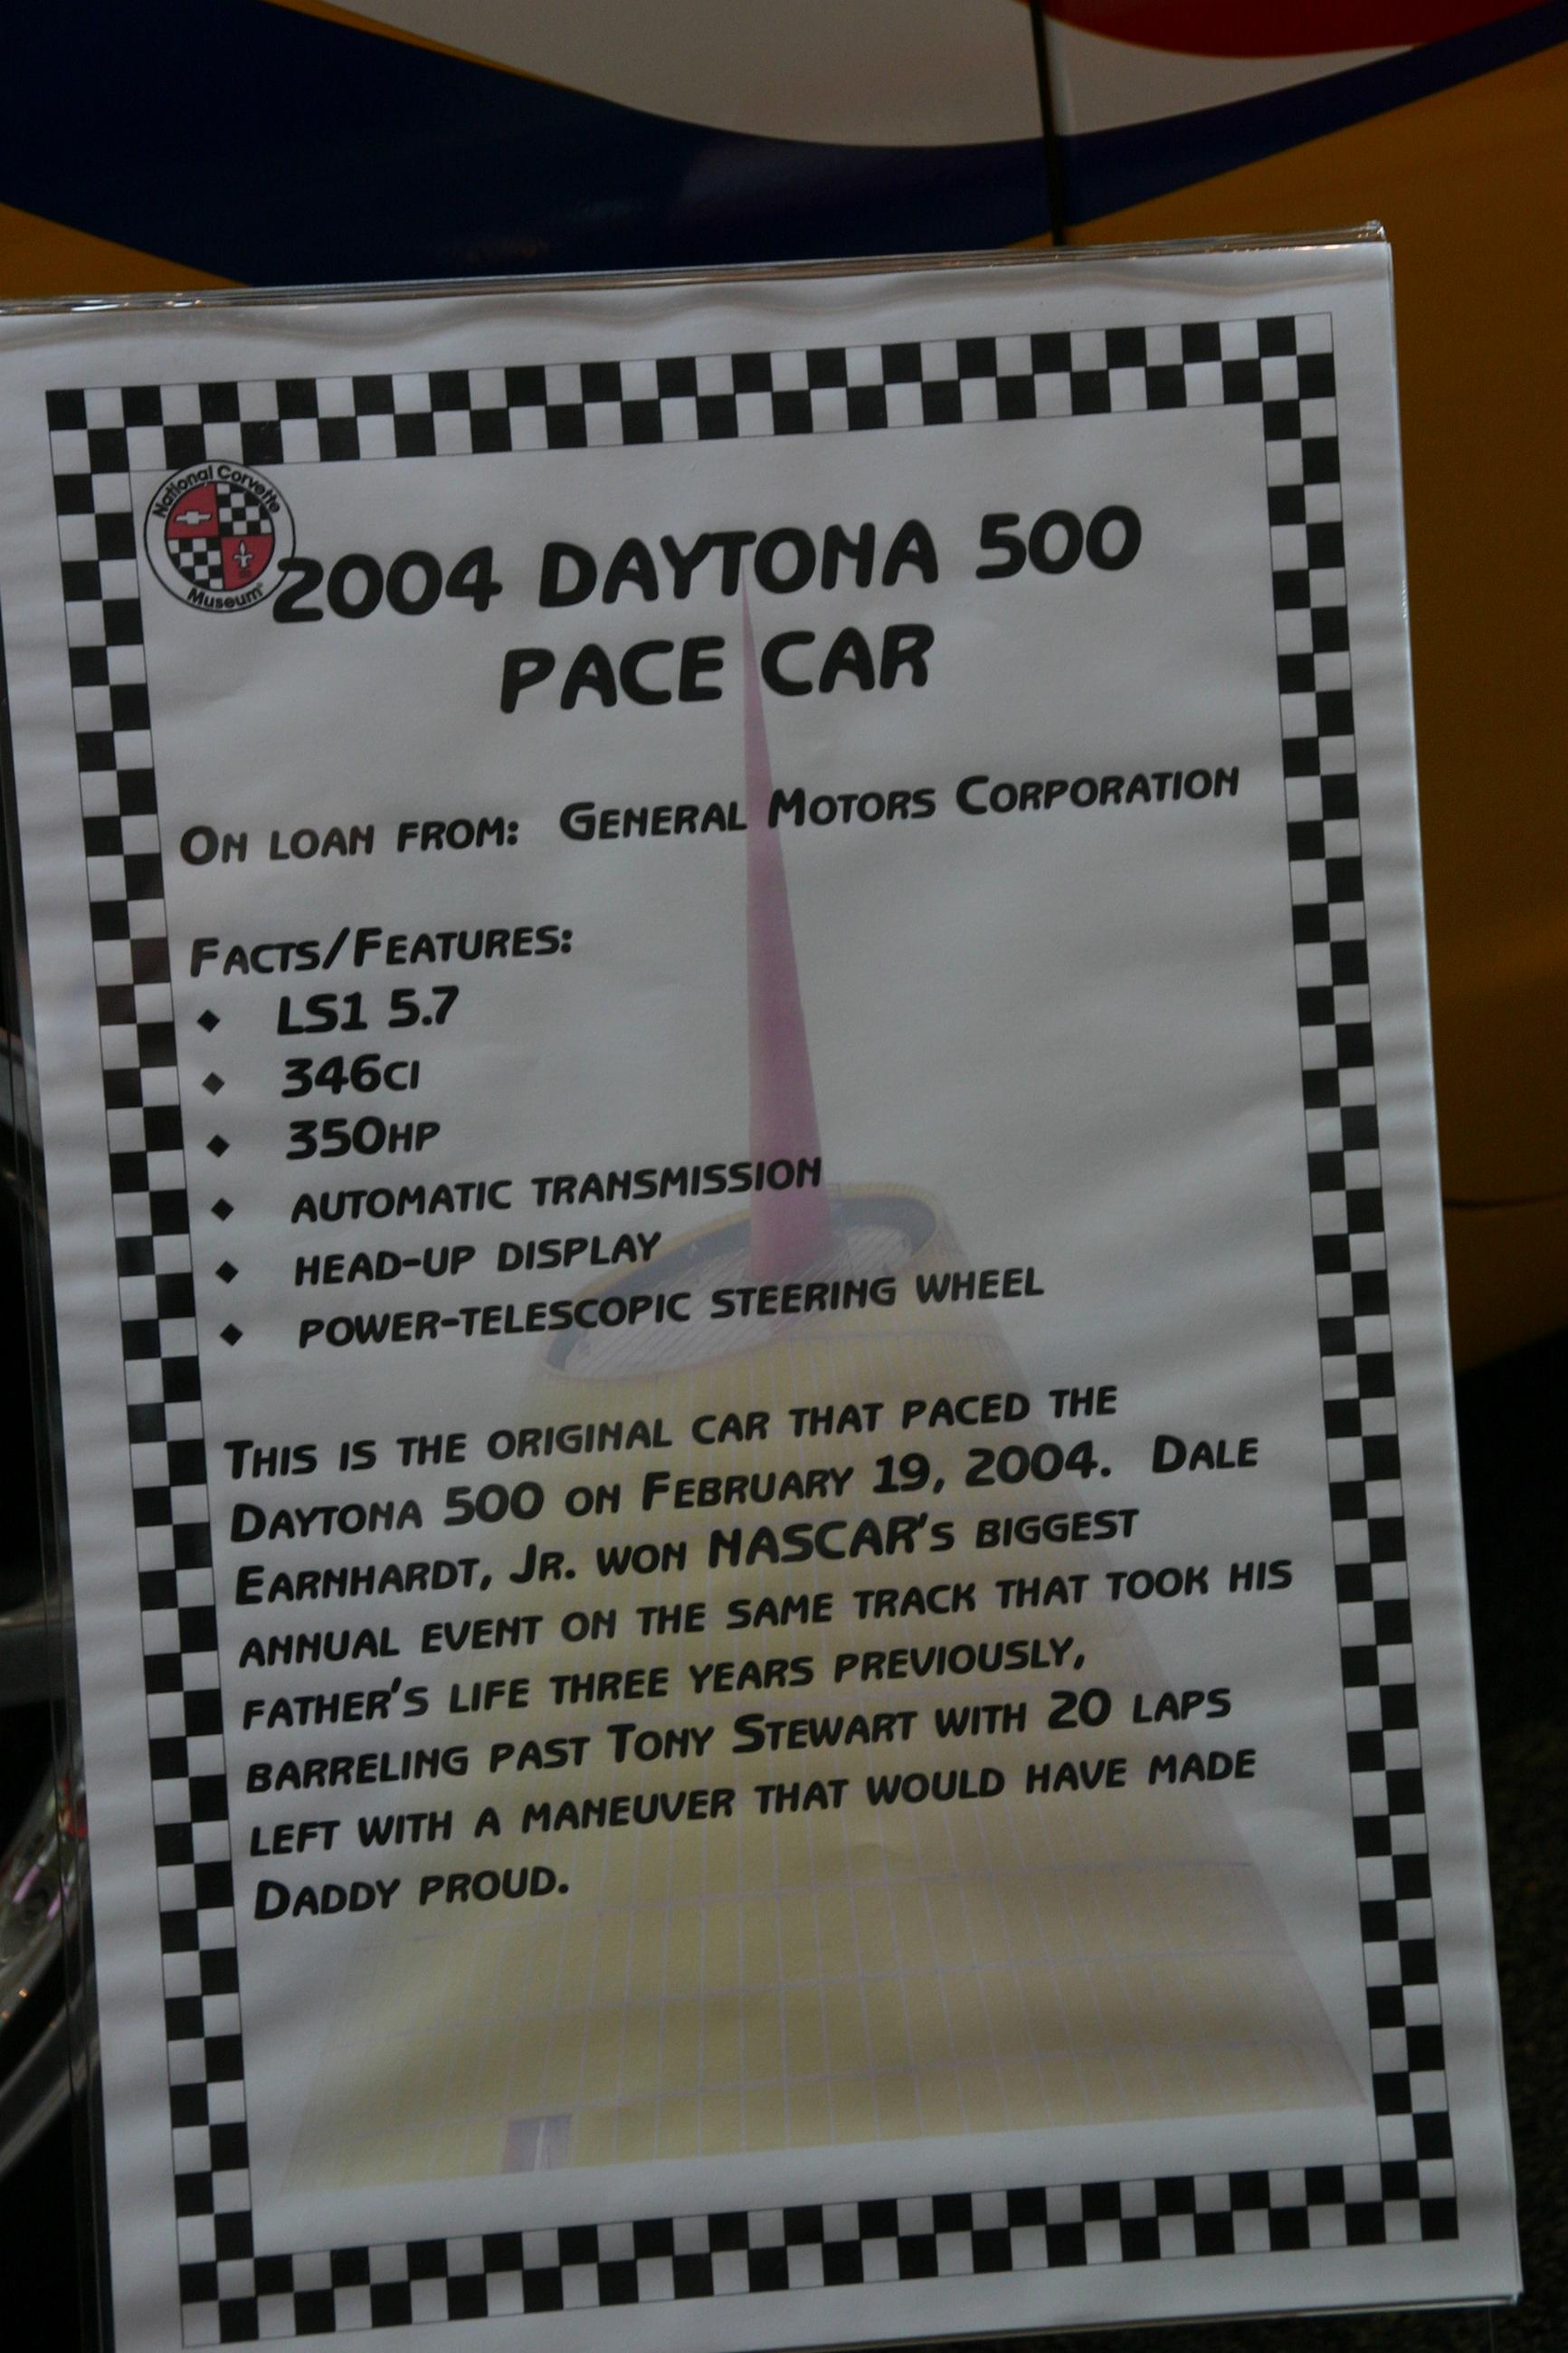 National Corvette
Museum
2004 DAYTONA 500
PACE CAR
ON LOAN FROM: GENERAL MOTORS CORPORATION
FACTS/FEATURES:
◆ LS1 5.7
◆ 346CI
◆ 350HP
◆ AUTOMATIC TRANSMISSION
◆ HEAD-UP DISPLAY
◆ POWER-TELESCOPIC STEERING WHEEL
THIS IS THE ORIGINAL CAR THAT PACED THE
DAYTONA 500 ON FEBRUARY 19, 2004. DALE
EARNHARDT, JR. WON NASCAR'S BIGGEST
ANNUAL EVENT ON THE SAME TRACK THAT TOOK HIS
FATHER'S LIFE THREE YEARS PREVIOUSLY,
BARRELING PAST TONY STEWART WITH 20 LAPS
LEFT WITH A MANEUVER THAT WOULD HAVE MADE
DADDY PROUD.